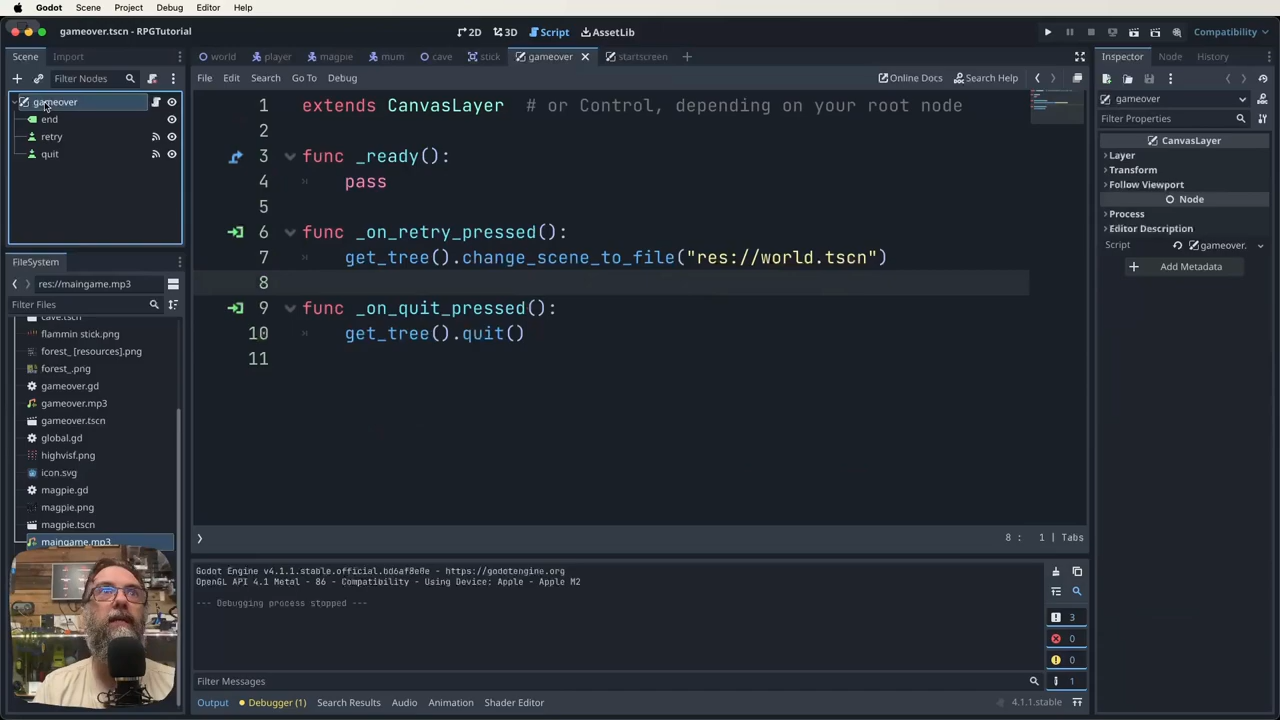 Godot Scene Project Debug Editor Help
gameover.tscn - RPGTutorial
2D 3D Script AssetLib
Compatibility
Scene Import
world player magpie mum cave stick gameover startscreen
Inspector Node History
Filter Nodes
File Edit Search Go To Debug
Online Docs Search Help
gameover
end
retry
quit
1 extends CanvasLayer # or Control, depending on your root node
2
3 func _ready():
4 pass
5
6 func _on_retry_pressed():
7 get_tree().change_scene_to_file("res://world.tscn")
8
9 func _on_quit_pressed():
10 get_tree().quit()
11
8 : 1 | Tabs
gameover
Filter Properties
CanvasLayer
Layer
Transform
Follow Viewport
Node
Process
Editor Description
Script gameover.
Add Metadata
FileSystem
res://maingame.mp3
Filter Files
cave.tscn
flammin stick.png
forest_ [resources].png
forest_.png
gameover.gd
gameover.mp3
gameover.tscn
global.gd
highvisf.png
icon.svg
magpie.gd
magpie.png
magpie.tscn
maingame.mp3
Godot Engine v4.1.1.stable.official.bd6af8e0e - https://godotengine.org
OpenGL API 4.1 Metal - 86 - Compatibility - Using Device: Apple - Apple M2
--- Debugging process stopped ---
3
0
0
1
Filter Messages
Output Debugger (1) Search Results Audio Animation Shader Editor
4.1.1.stable